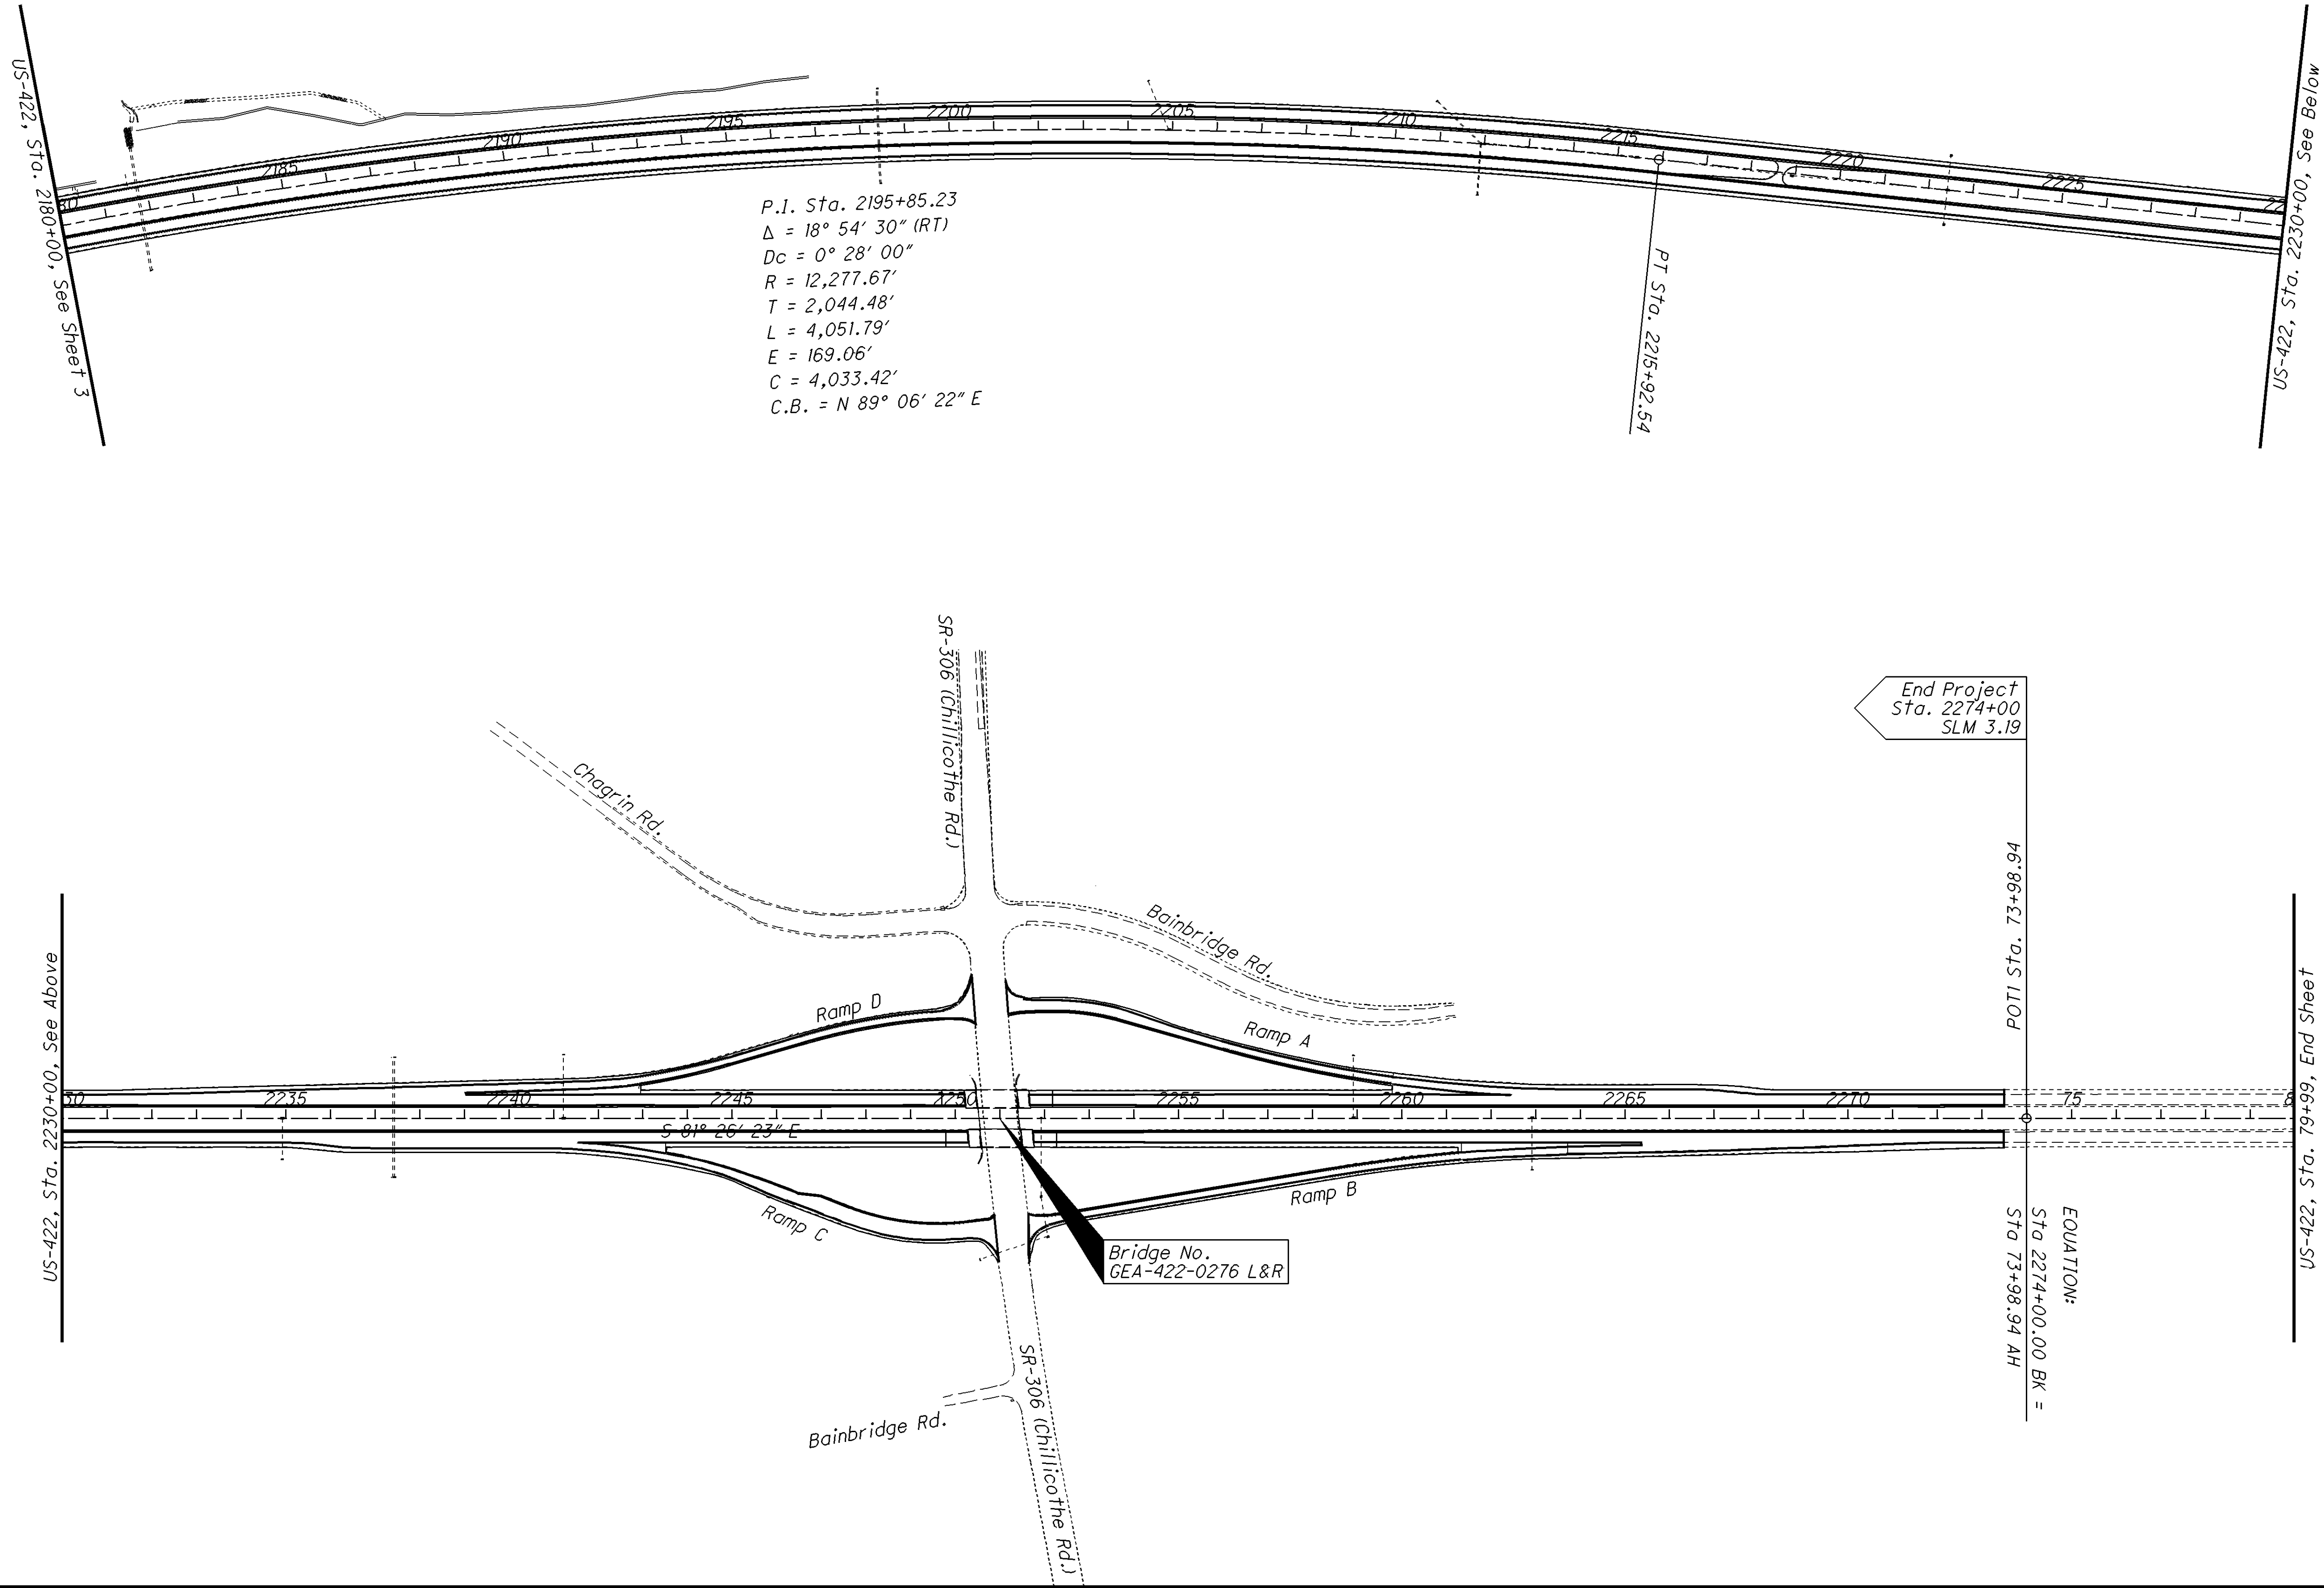 US-422, Sta. 2180+00, See Sheet 3
80
2185
2190
2195
2200
2205
2210
2215
2220
2225
US-422, Sta. 2230+00, See Below
P.I. Sta. 2195+85.23
Δ = 18° 54′ 30″ (RT)
Dc = 0° 28′ 00″
R = 12,277.67′
T = 2,044.48′
L = 4,051.79′
E = 169.06′
C = 4,033.42′
C.B. = N 89° 06′ 22″ E
PT Sta. 2215+92.54
SR-306 (Chillicothe Rd.)
End Project
Sta. 2274+00
SLM 3.19
Chagrin Rd.
Bainbridge Rd.
POT1 Sta. 73+98.94
US-422, Sta. 2230+00, See Above
Ramp D
Ramp A
30
2235
2240
2245
2250
2255
2260
2265
2270
75
8
S 81° 26′ 23″ E
Ramp C
Ramp B
Bridge No.
GEA-422-0276 L&R
EQUATION:
Sta 2274+00.00 BK =
Sta 73+98.94 AH
US-422, Sta. 79+99, End Sheet
Bainbridge Rd.
SR-306 (Chillicothe Rd.)